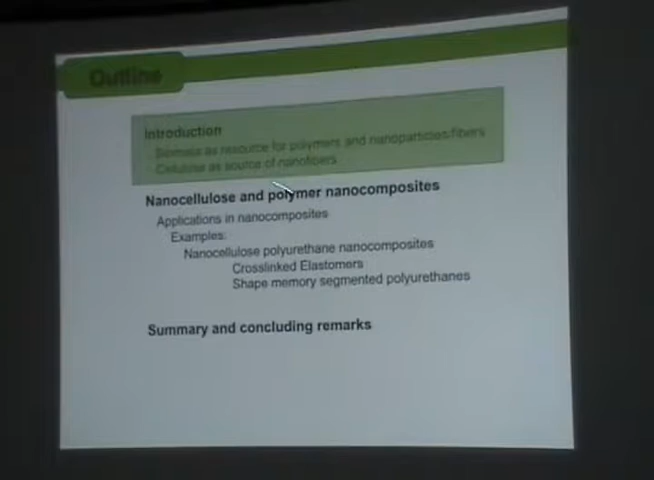 Outline
Introduction
- Biomass as resource for polymers and nanoparticles/fibers
- Cellulose as source of nanofibers
Nanocellulose and polymer nanocomposites
Applications in nanocomposites
Examples:
Nanocellulose polyurethane nanocomposites
Crosslinked Elastomers
Shape memory segmented polyurethanes
Summary and concluding remarks